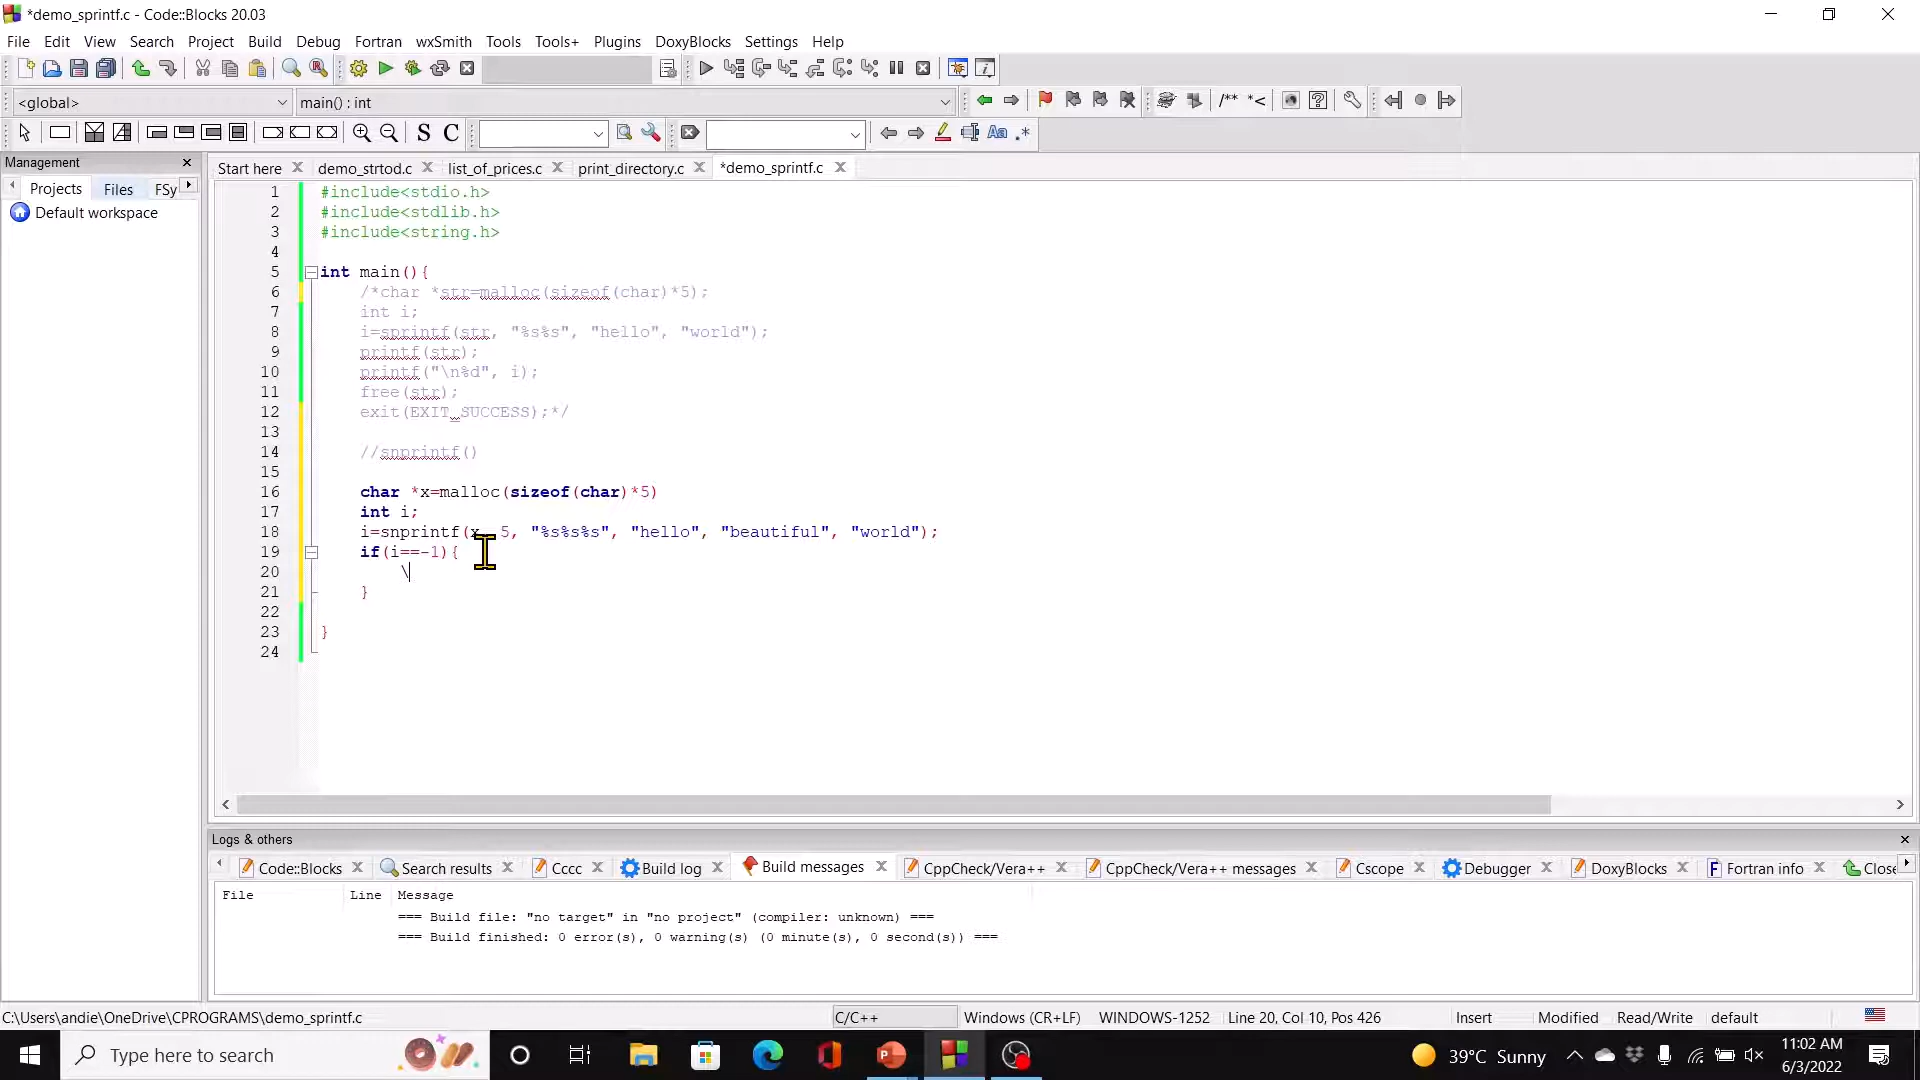 *demo_sprintf.c - Code::Blocks 20.03
File Edit View Search Project Build Debug Fortran wxSmith Tools Tools+ Plugins DoxyBlocks Settings Help
<global> main() : int
/** *<
S C Aa .*
Management
Start here demo_strtod.c list_of_prices.c print_directory.c *demo_sprintf.c
Projects Files FSy
Default workspace
1 #include<stdio.h>
2 #include<stdlib.h>
3 #include<string.h>
4
5 int main(){
6 /*char *str=malloc(sizeof(char)*5);
7 int i;
8 i=sprintf(str, "%s%s", "hello", "world");
9 printf(str);
10 printf("\n%d", i);
11 free(str);
12 exit(EXIT_SUCCESS);*/
13
14 //snprintf()
15
16 char *x=malloc(sizeof(char)*5)
17 int i;
18 i=snprintf(x, 5, "%s%s%s", "hello", "beautiful", "world");
19 if(i==-1){
20 \
21 }
22
23 }
24
Logs & others
Code::Blocks Search results Cccc Build log Build messages CppCheck/Vera++ CppCheck/Vera++ messages Cscope Debugger DoxyBlocks Fortran info Close
File Line Message
=== Build file: "no target" in "no project" (compiler: unknown) ===
=== Build finished: 0 error(s), 0 warning(s) (0 minute(s), 0 second(s)) ===
C:\Users\andie\OneDrive\CPROGRAMS\demo_sprintf.c C/C++ Windows (CR+LF) WINDOWS-1252 Line 20, Col 10, Pos 426 Insert Modified Read/Write default
Type here to search 39°C Sunny 11:02 AM
6/3/2022